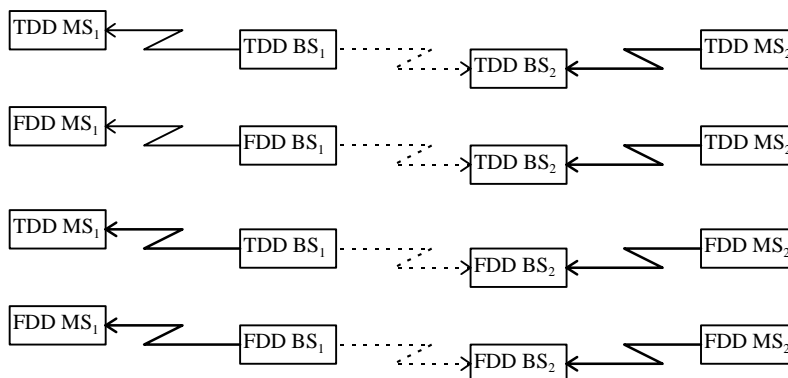 TDD MS₁ TDD BS₁ TDD BS₂ TDD MS₂
FDD MS₁ FDD BS₁ TDD BS₂ TDD MS₂
TDD MS₁ TDD BS₁ FDD BS₂ FDD MS₂
FDD MS₁ FDD BS₁ FDD BS₂ FDD MS₂